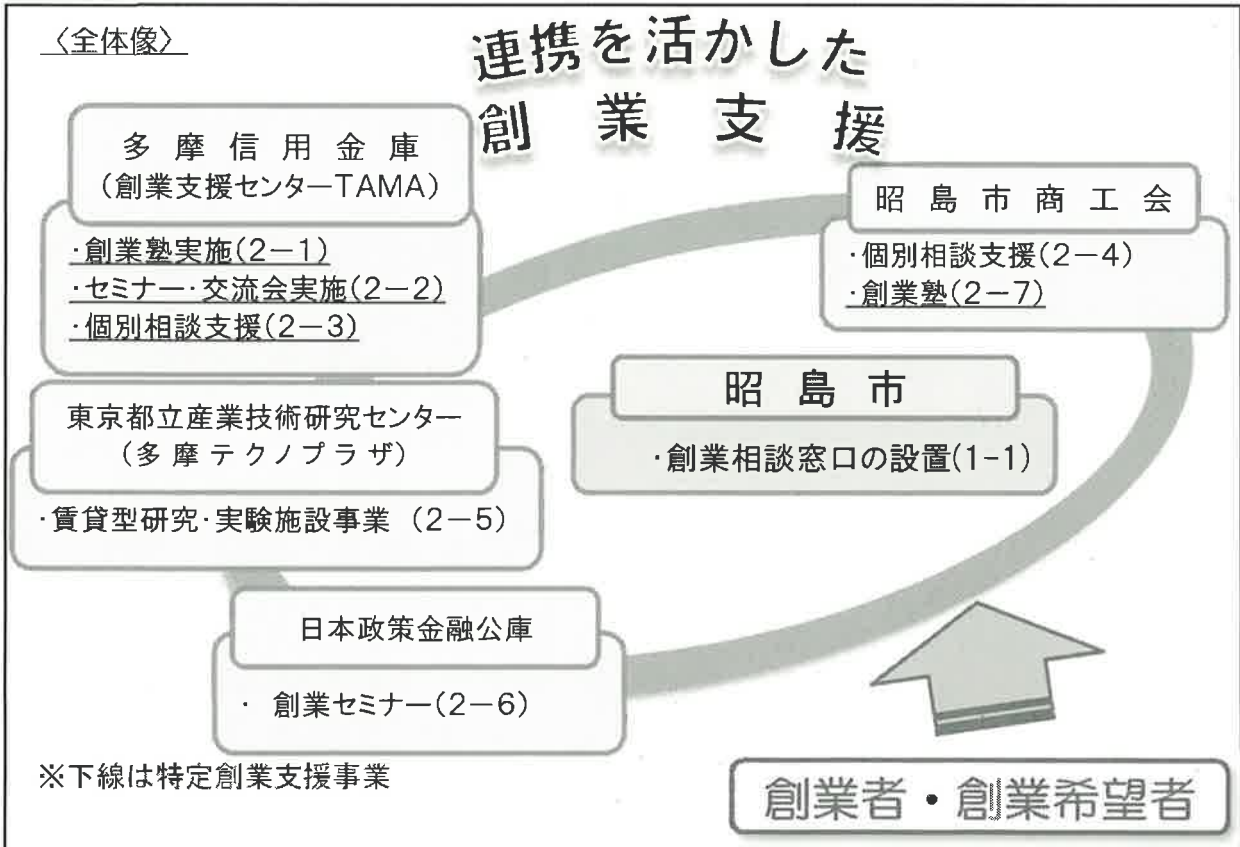 〈全体像〉
連携を活かした
創業支援
多摩信用金庫
(創業支援センターTAMA)
・創業塾実施(2－1)
・セミナー・交流会実施(2－2)
・個別相談支援(2－3)
昭島市商工会
・個別相談支援(2－4)
・創業塾(2－7)
昭島市
・創業相談窓口の設置(1-1)
東京都立産業技術研究センター
(多摩テクノプラザ)
・賃貸型研究・実験施設事業 (2－5)
日本政策金融公庫
・ 創業セミナー(2－6)
※下線は特定創業支援事業
創業者・創業希望者